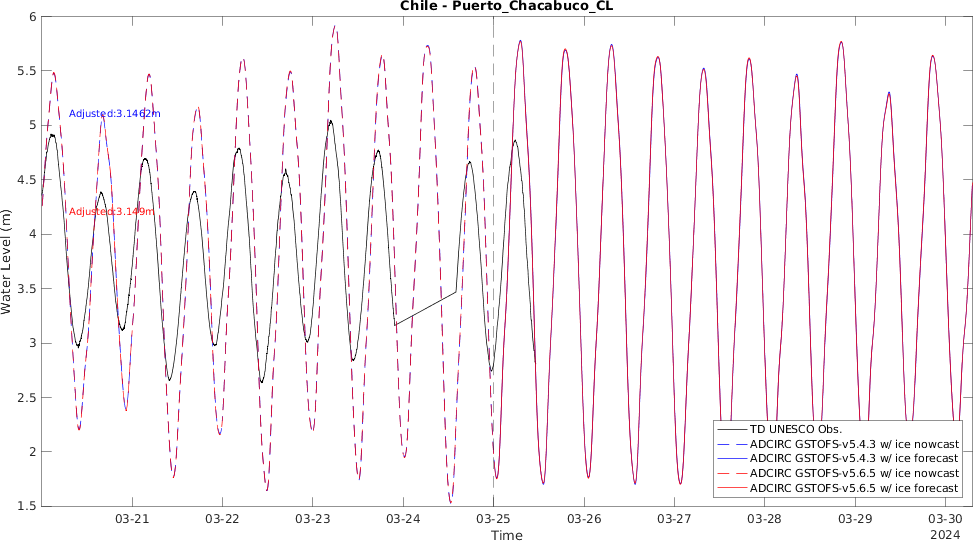 Chile - Puerto_Chacabuco_CL
6
5.5
5
4.5
4
3.5
3
2.5
2
1.5
Water Level (m)
Adjusted:3.1462m
Adjusted:3.149m
TD UNESCO Obs.
ADCIRC GSTOFS-v5.4.3 w/ ice nowcast
ADCIRC GSTOFS-v5.4.3 w/ ice forecast
ADCIRC GSTOFS-v5.6.5 w/ ice nowcast
ADCIRC GSTOFS-v5.6.5 w/ ice forecast
03-21 03-22 03-23 03-24 03-25 03-26 03-27 03-28 03-29 03-30
Time
2024